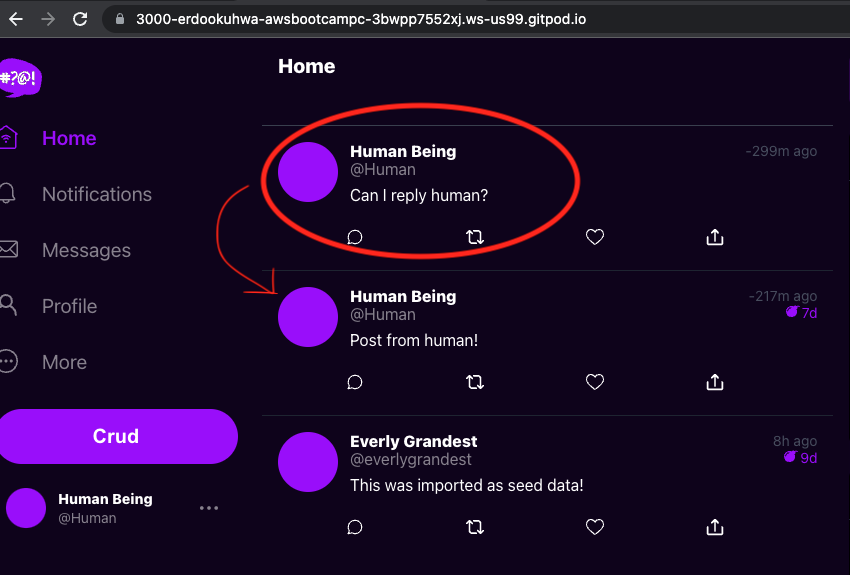 3000-erdookuhwa-awsbootcampc-3bwpp7552xj.ws-us99.gitpod.io
#?@!
Home
Home
Notifications
Messages
Profile
More
Crud
Human Being
@Human
Human Being
-299m ago
@Human
Can I reply human?
Human Being
-217m ago
@Human
7d
Post from human!
Everly Grandest
8h ago
@everlygrandest
9d
This was imported as seed data!